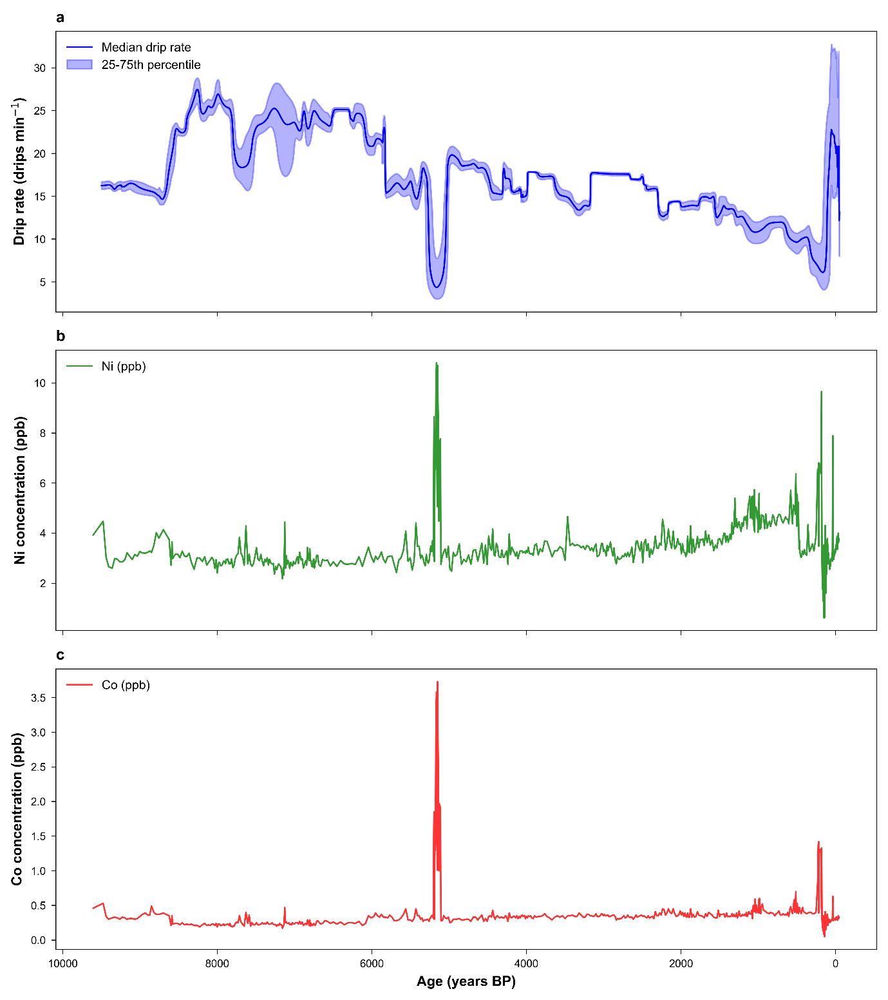 a
Median drip rate
25-75th percentile
Drip rate (drips min⁻¹)
30
25
20
15
10
5
b
Ni (ppb)
Ni concentration (ppb)
10
8
6
4
2
c
Co (ppb)
Co concentration (ppb)
3.5
3.0
2.5
2.0
1.5
1.0
0.5
0.0
10000 8000 6000 4000 2000 0
Age (years BP)